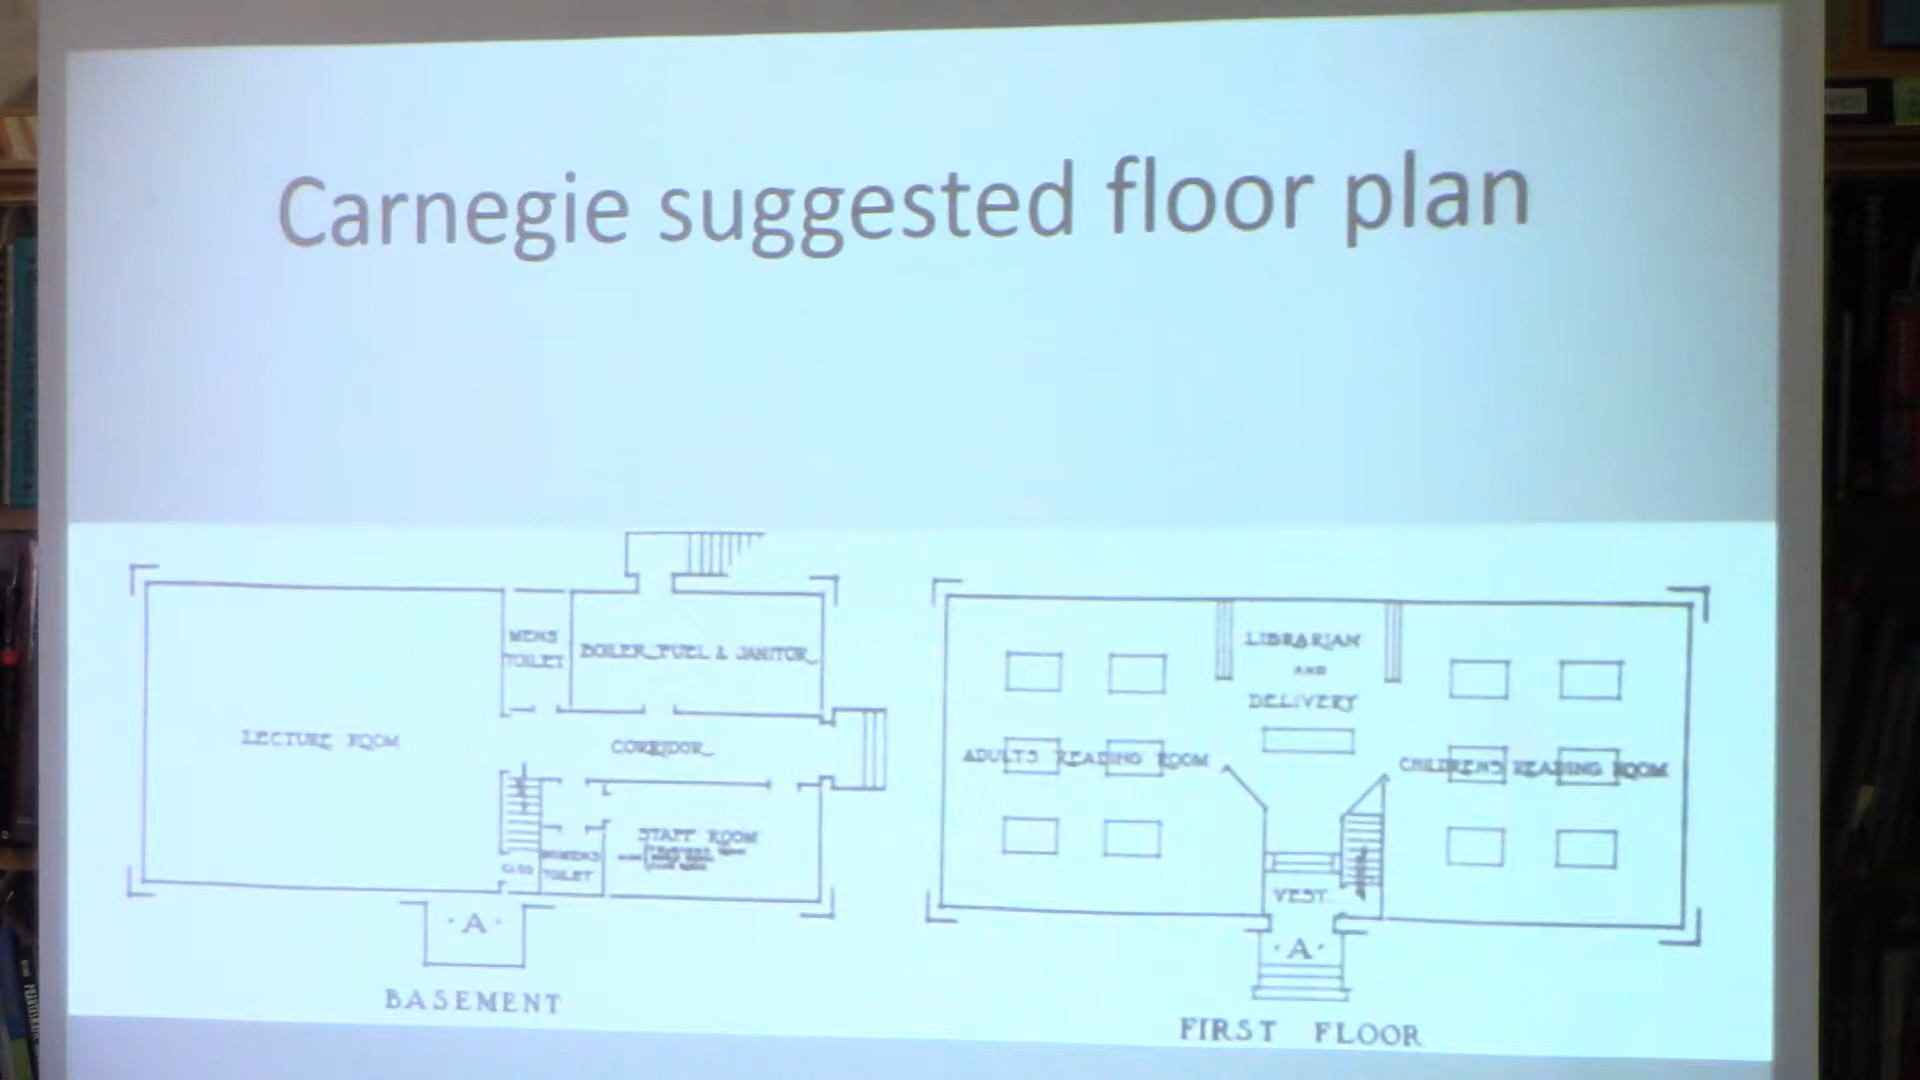 Carnegie suggested floor plan
MENS
TOILET
BOILER FUEL & JANITOR
LECTURE ROOM
CORRIDOR
STAFF ROOM
WOMENS
TOILET
·A·
BASEMENT
LIBRARIAN
AND
DELIVERY
ADULTS READING ROOM
CHILDRENS READING ROOM
VEST.
·A·
FIRST FLOOR